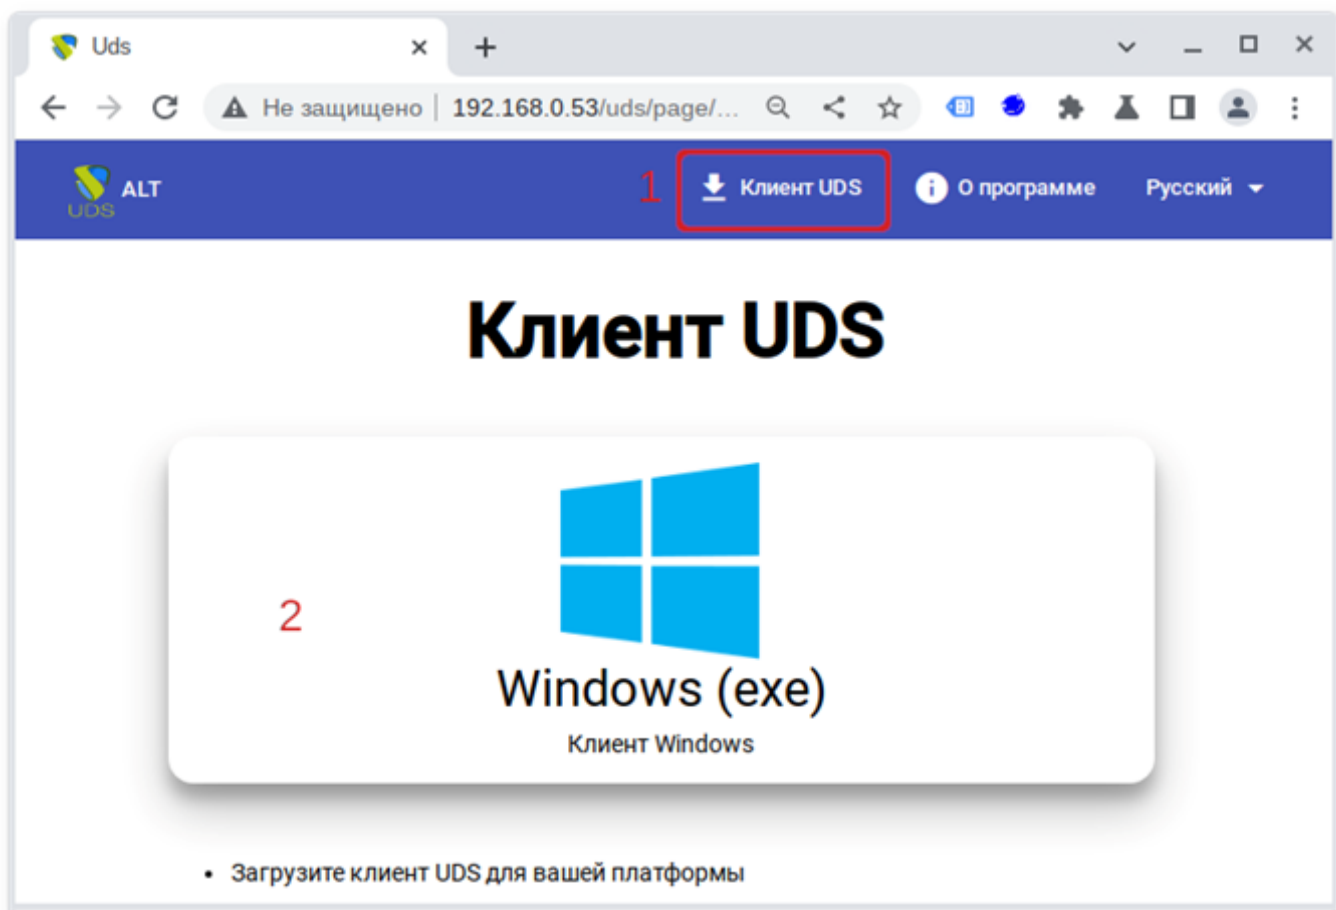 Uds
Не защищено 192.168.0.53/uds/page/...
UDS ALT 1 Клиент UDS i О программе Русский
Клиент UDS
2
Windows (exe)
Клиент Windows
• Загрузите клиент UDS для вашей платформы